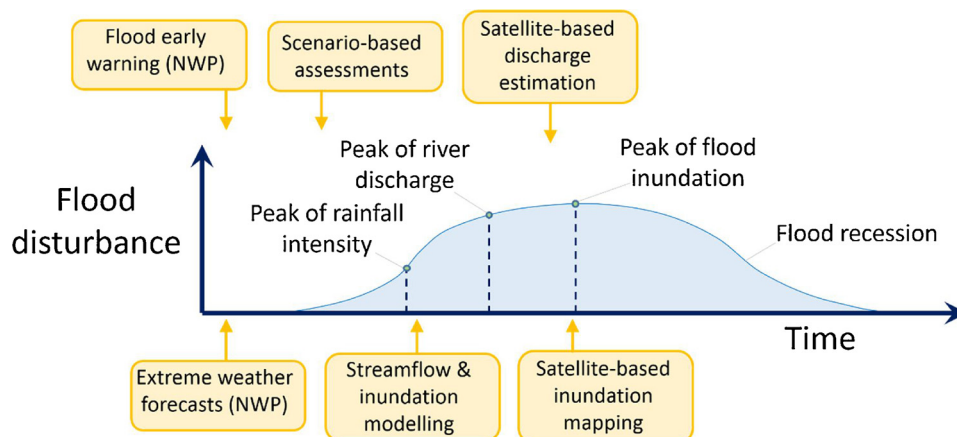 Flood early
warning (NWP)
Scenario-based
assessments
Satellite-based
discharge
estimation
Peak of river
discharge
Peak of flood
inundation
Flood
disturbance
Peak of rainfall
intensity
Flood recession
Time
Extreme weather
forecasts (NWP)
Streamflow &
inundation
modelling
Satellite-based
inundation
mapping